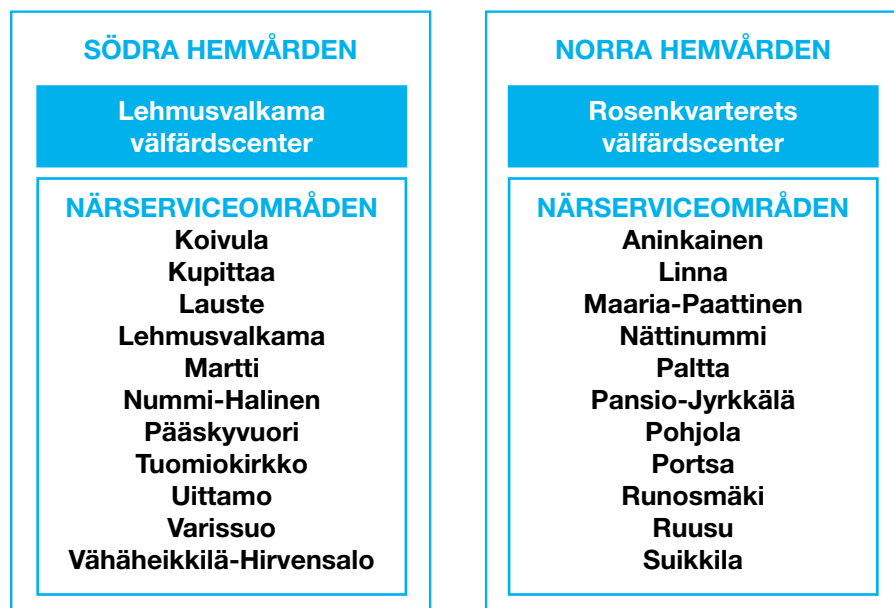 SÖDRA HEMVÅRDEN
Lehmusvalkama
välfärdscenter
NÄRSERVICEOMRÅDEN
Koivula
Kupittaa
Lauste
Lehmusvalkama
Martti
Nummi-Halinen
Pääskyvuori
Tuomiokirkko
Uittamo
Varissuo
Vähäheikkilä-Hirvensalo
NORRA HEMVÅRDEN
Rosenkvarterets
välfärdscenter
NÄRSERVICEOMRÅDEN
Aninkainen
Linna
Maaria-Paattinen
Nättinummi
Paltta
Pansio-Jyrkkälä
Pohjola
Portsa
Runosmäki
Ruusu
Suikkila